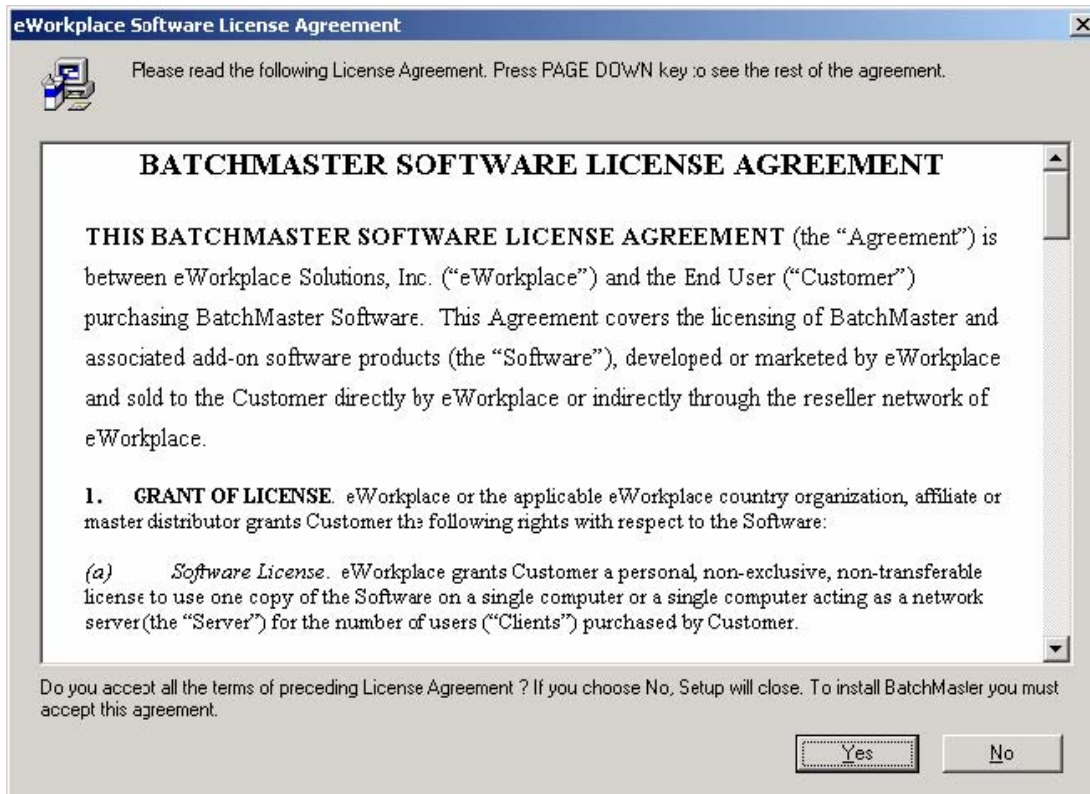 eWorkplace Software License Agreement
Please read the following License Agreement. Press PAGE DOWN key to see the rest of the agreement.
BATCHMASTER SOFTWARE LICENSE AGREEMENT
THIS BATCHMASTER SOFTWARE LICENSE AGREEMENT (the “Agreement”) is
between eWorkplace Solutions, Inc. (“eWorkplace”) and the End User (“Customer”)
purchasing BatchMaster Software. This Agreement covers the licensing of BatchMaster and
associated add-on software products (the “Software”), developed or marketed by eWorkplace
and sold to the Customer directly by eWorkplace or indirectly through the reseller network of
eWorkplace.
1. GRANT OF LICENSE. eWorkplace or the applicable eWorkplace country organization, affiliate or
master distributor grants Customer the following rights with respect to the Software:
(a) Software License. eWorkplace grants Customer a personal, non-exclusive, non-transferable
license to use one copy of the Software on a single computer or a single computer acting as a network
server (the “Server”) for the number of users (“Clients”) purchased by Customer.
Do you accept all the terms of preceding License Agreement ? If you choose No, Setup will close. To install BatchMaster you must
accept this agreement.
Yes No